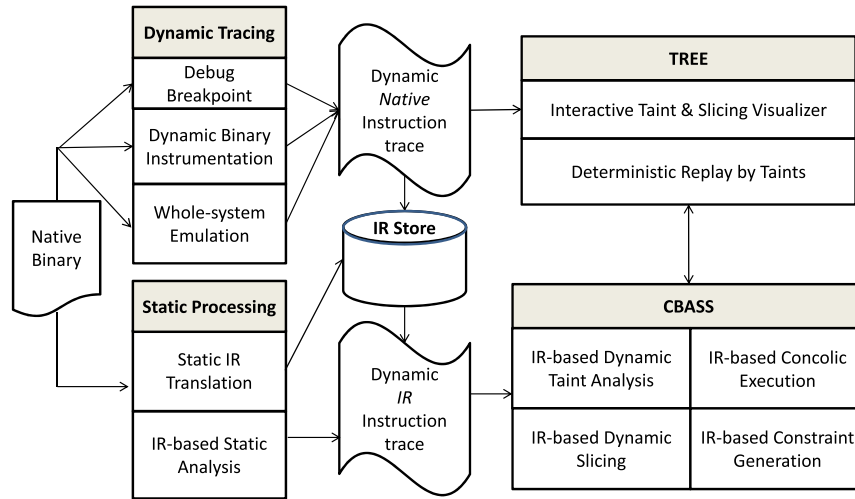 Dynamic Tracing
Debug
Breakpoint
Dynamic Binary
Instrumentation
Whole-system
Emulation
Native
Binary
Static Processing
Static IR
Translation
IR-based Static
Analysis
Dynamic
Native
Instruction
trace
IR Store
Dynamic
IR
Instruction
trace
TREE
Interactive Taint & Slicing Visualizer
Deterministic Replay by Taints
CBASS
IR-based Dynamic
Taint Analysis
IR-based Concolic
Execution
IR-based Dynamic
Slicing
IR-based Constraint
Generation